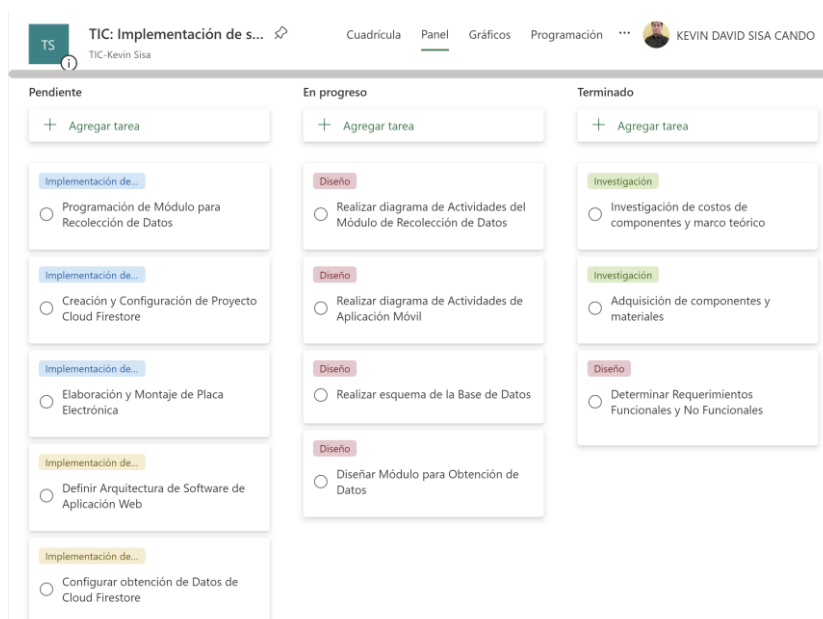 TS
TIC: Implementación de s...
TIC-Kevin Sisa
Cuadrícula Panel Gráficos Programación ... KEVIN DAVID SISA CANDO
Pendiente
+ Agregar tarea
Implementación de...
Programación de Módulo para
Recolección de Datos
Implementación de...
Creación y Configuración de Proyecto
Cloud Firestore
Implementación de...
Elaboración y Montaje de Placa
Electrónica
Implementación de...
Definir Arquitectura de Software de
Aplicación Web
Implementación de...
Configurar obtención de Datos de
Cloud Firestore
En progreso
+ Agregar tarea
Diseño
Realizar diagrama de Actividades del
Módulo de Recolección de Datos
Diseño
Realizar diagrama de Actividades de
Aplicación Móvil
Diseño
Realizar esquema de la Base de Datos
Diseño
Diseñar Módulo para Obtención de
Datos
Terminado
+ Agregar tarea
Investigación
Investigación de costos de
componentes y marco teórico
Investigación
Adquisición de componentes y
materiales
Diseño
Determinar Requerimientos
Funcionales y No Funcionales